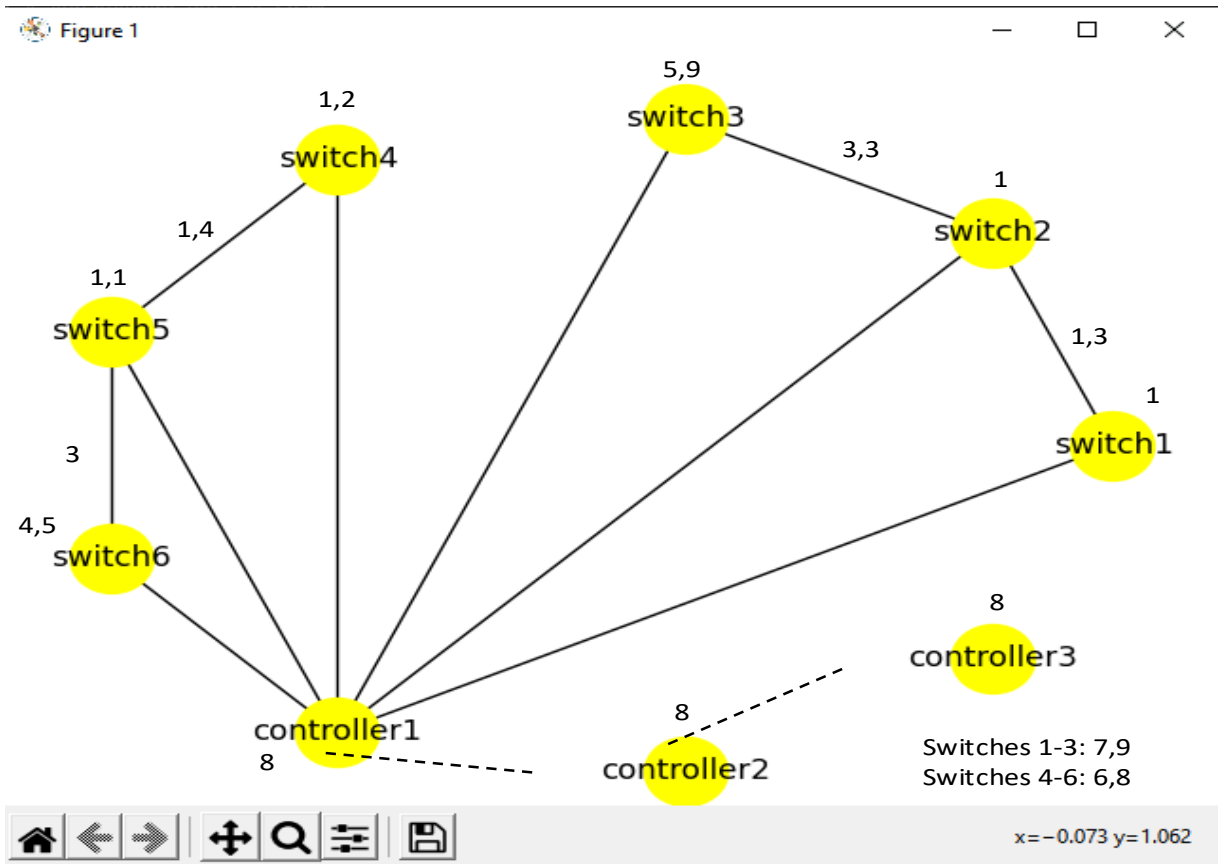 Figure 1
5,9
1,2
switch3
switch4
3,3
1
switch2
1,4
1,1
switch5
1,3
1
switch1
3
4,5
switch6
8
controller3
8
controller1
8
controller2
Switches 1-3: 7,9
Switches 4-6: 6,8
x=−0.073 y=1.062